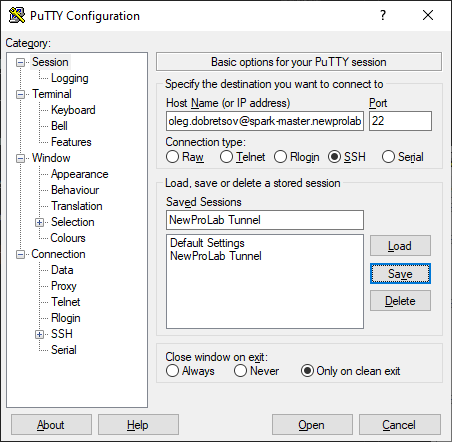 PuTTY Configuration
Category:
Session
Logging
Terminal
Keyboard
Bell
Features
Window
Appearance
Behaviour
Translation
Selection
Colours
Connection
Data
Proxy
Telnet
Rlogin
SSH
Serial
Basic options for your PuTTY session
Specify the destination you want to connect to
Host Name (or IP address) Port
oleg.dobretsov@spark-master.newprolab 22
Connection type:
Raw Telnet Rlogin SSH Serial
Load, save or delete a stored session
Saved Sessions
NewProLab Tunnel
Default Settings
NewProLab Tunnel
Load
Save
Delete
Close window on exit:
Always Never Only on clean exit
About Help Open Cancel